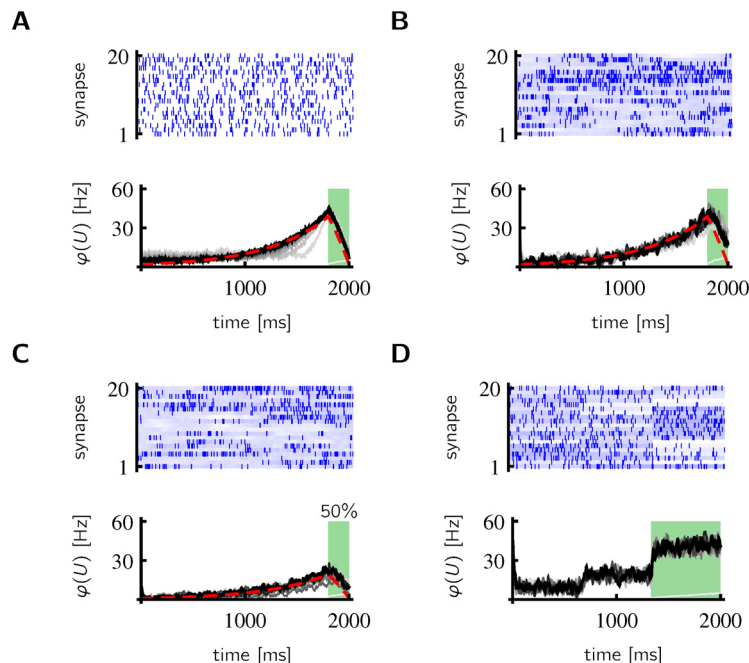 A
B
20
synapse
1
20
synapse
1
60
φ(U) [Hz]
30
1000
2000
time [ms]
60
φ(U) [Hz]
30
1000
2000
time [ms]
C
D
20
synapse
1
20
synapse
1
50%
60
φ(U) [Hz]
30
1000
2000
time [ms]
60
φ(U) [Hz]
30
1000
2000
time [ms]